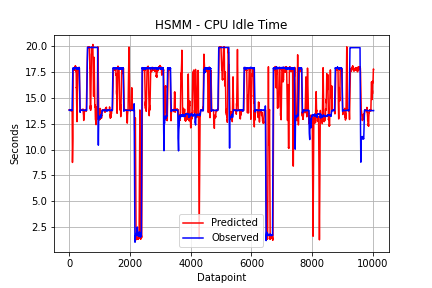 HSMM - CPU Idle Time
Seconds
20.0
17.5
15.0
12.5
10.0
7.5
5.0
2.5
Predicted
Observed
0 2000 4000 6000 8000 10000
Datapoint